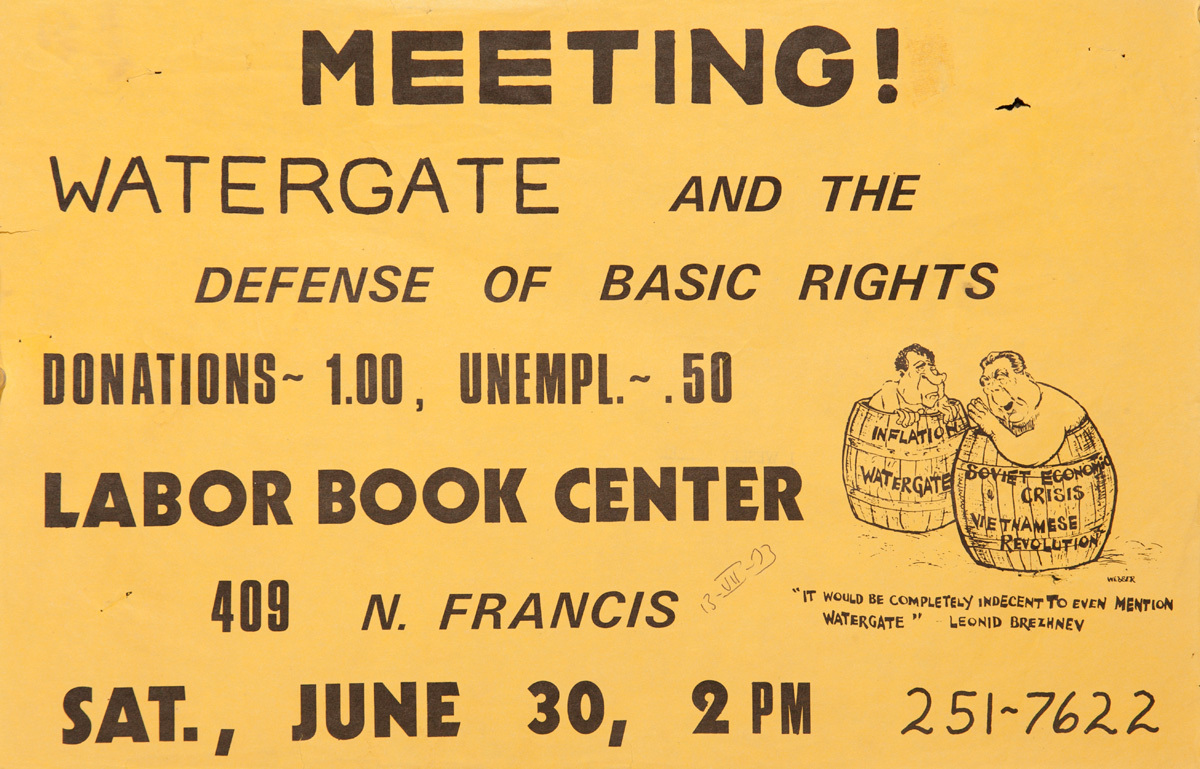 MEETING!
WATERGATE AND THE
DEFENSE OF BASIC RIGHTS
DONATIONS~ 1.00, UNEMPL.~ .50
LABOR BOOK CENTER
409 N. FRANCIS
13-VII-73
SAT., JUNE 30, 2 PM
INFLATION
WATERGATE
SOVIET ECONOMIC
CRISIS
VIETNAMESE
REVOLUTION
WEBBER
"IT WOULD BE COMPLETELY INDECENT TO EVEN MENTION
WATERGATE" - LEONID BREZHNEV
251~7622